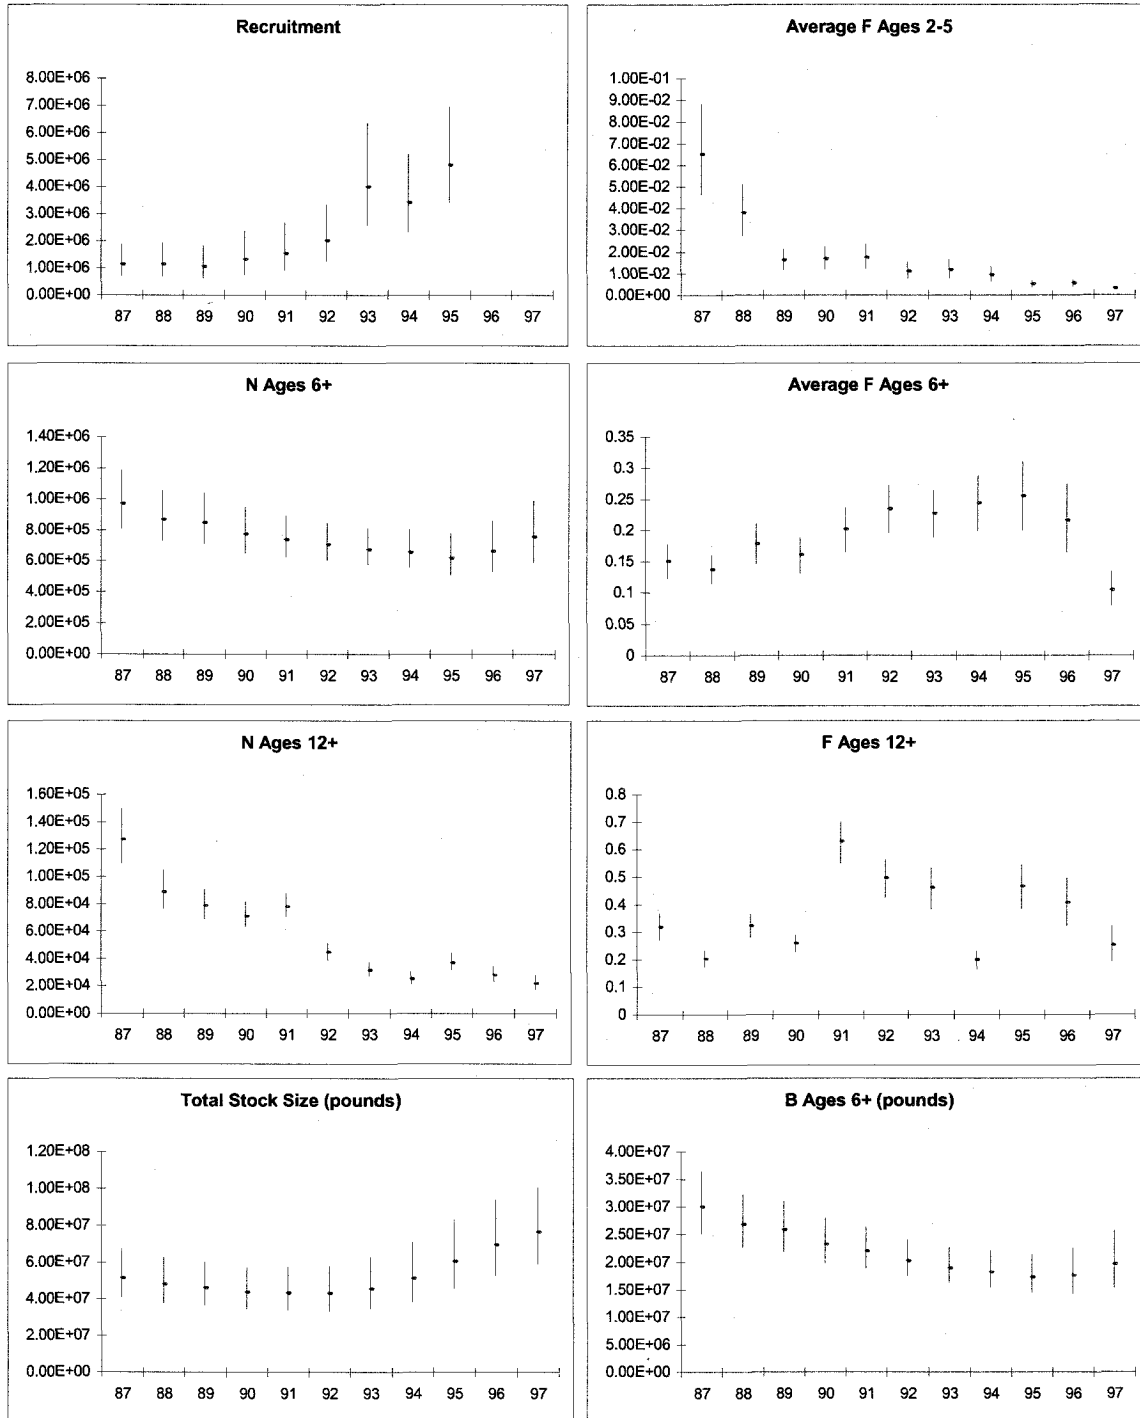 Recruitment
8.00E+06
7.00E+06
6.00E+06
5.00E+06
4.00E+06
3.00E+06
2.00E+06
1.00E+06
0.00E+00
87 88 89 90 91 92 93 94 95 96 97
Average F Ages 2-5
1.00E-01
9.00E-02
8.00E-02
7.00E-02
6.00E-02
5.00E-02
4.00E-02
3.00E-02
2.00E-02
1.00E-02
0.00E+00
87 88 89 90 91 92 93 94 95 96 97
N Ages 6+
1.40E+06
1.20E+06
1.00E+06
8.00E+05
6.00E+05
4.00E+05
2.00E+05
0.00E+00
87 88 89 90 91 92 93 94 95 96 97
Average F Ages 6+
0.35
0.3
0.25
0.2
0.15
0.1
0.05
0
87 88 89 90 91 92 93 94 95 96 97
N Ages 12+
1.60E+05
1.40E+05
1.20E+05
1.00E+05
8.00E+04
6.00E+04
4.00E+04
2.00E+04
0.00E+00
87 88 89 90 91 92 93 94 95 96 97
F Ages 12+
0.8
0.7
0.6
0.5
0.4
0.3
0.2
0.1
0
87 88 89 90 91 92 93 94 95 96 97
Total Stock Size (pounds)
1.20E+08
1.00E+08
8.00E+07
6.00E+07
4.00E+07
2.00E+07
0.00E+00
87 88 89 90 91 92 93 94 95 96 97
B Ages 6+ (pounds)
4.00E+07
3.50E+07
3.00E+07
2.50E+07
2.00E+07
1.50E+07
1.00E+07
5.00E+06
0.00E+00
87 88 89 90 91 92 93 94 95 96 97